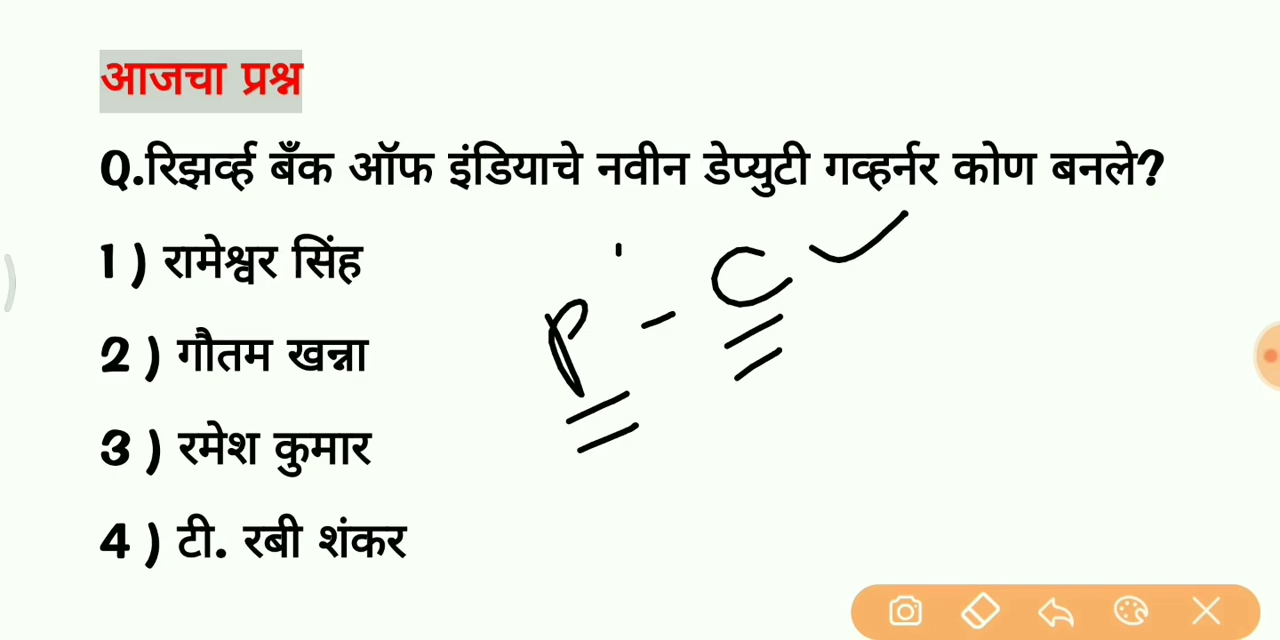 आजचा प्रश्न
Q.रिझर्व्ह बँक ऑफ इंडियाचे नवीन डेप्युटी गव्हर्नर कोण बनले?
1 ) रामेश्वर सिंह
P - C
2 ) गौतम खन्ना
3 ) रमेश कुमार
4 ) टी. रबी शंकर